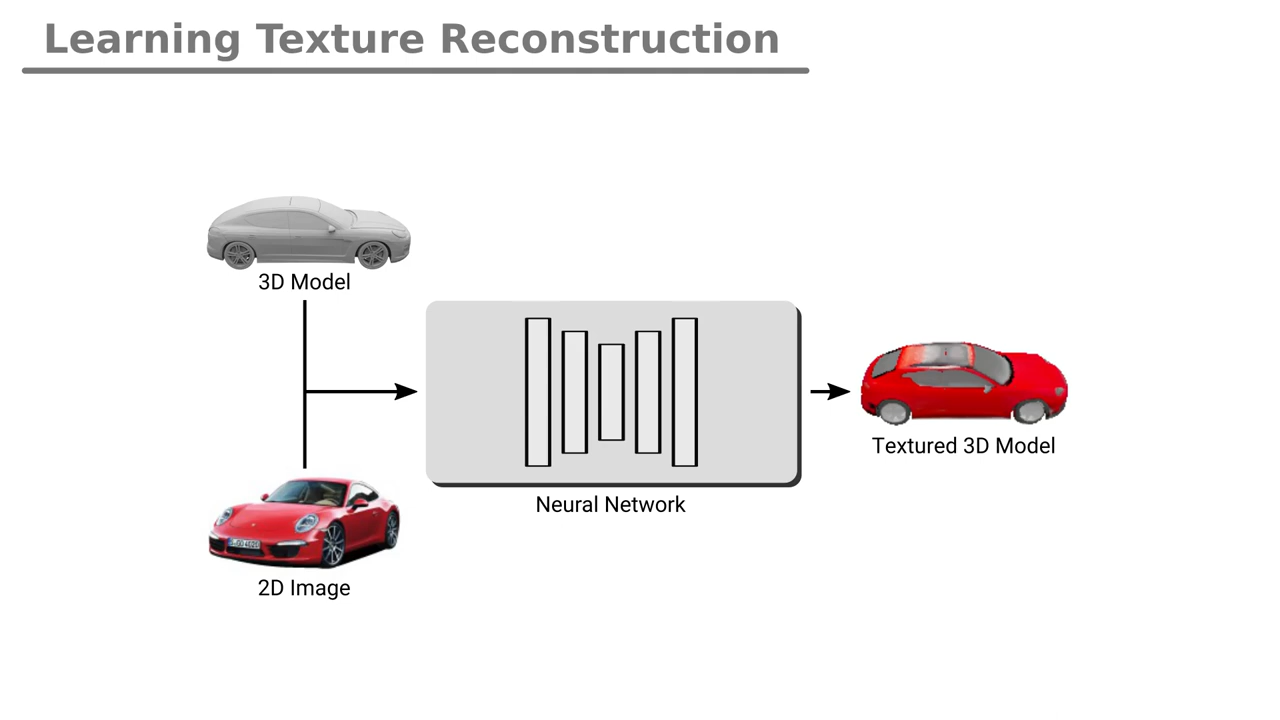 Learning Texture Reconstruction
3D Model
Neural Network
Textured 3D Model
2D Image